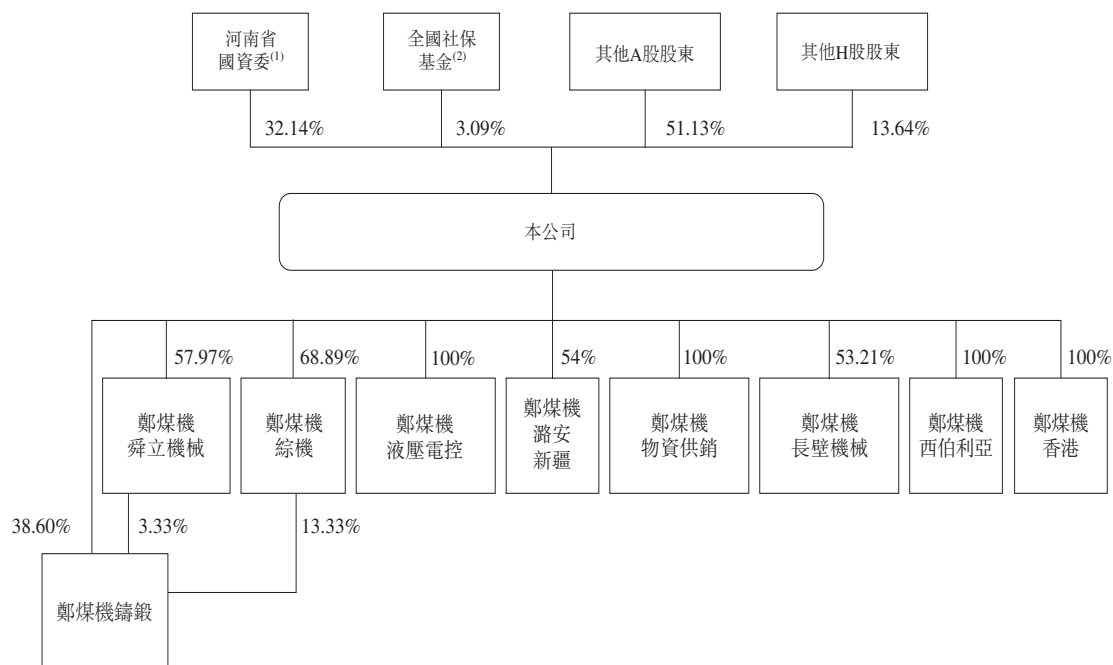 河南省
國資委(1)
全國社保
基金(2)
其他A股股東
其他H股股東
32.14%
3.09%
51.13%
13.64%
本公司
57.97%
68.89%
100%
54%
100%
53.21%
100%
100%
鄭煤機
舜立機械
鄭煤機
綜機
鄭煤機
液壓電控
鄭煤機
潞安
新疆
鄭煤機
物資供銷
鄭煤機
長壁機械
鄭煤機
西伯利亞
鄭煤機
香港
38.60%
3.33%
13.33%
鄭煤機鑄鍛